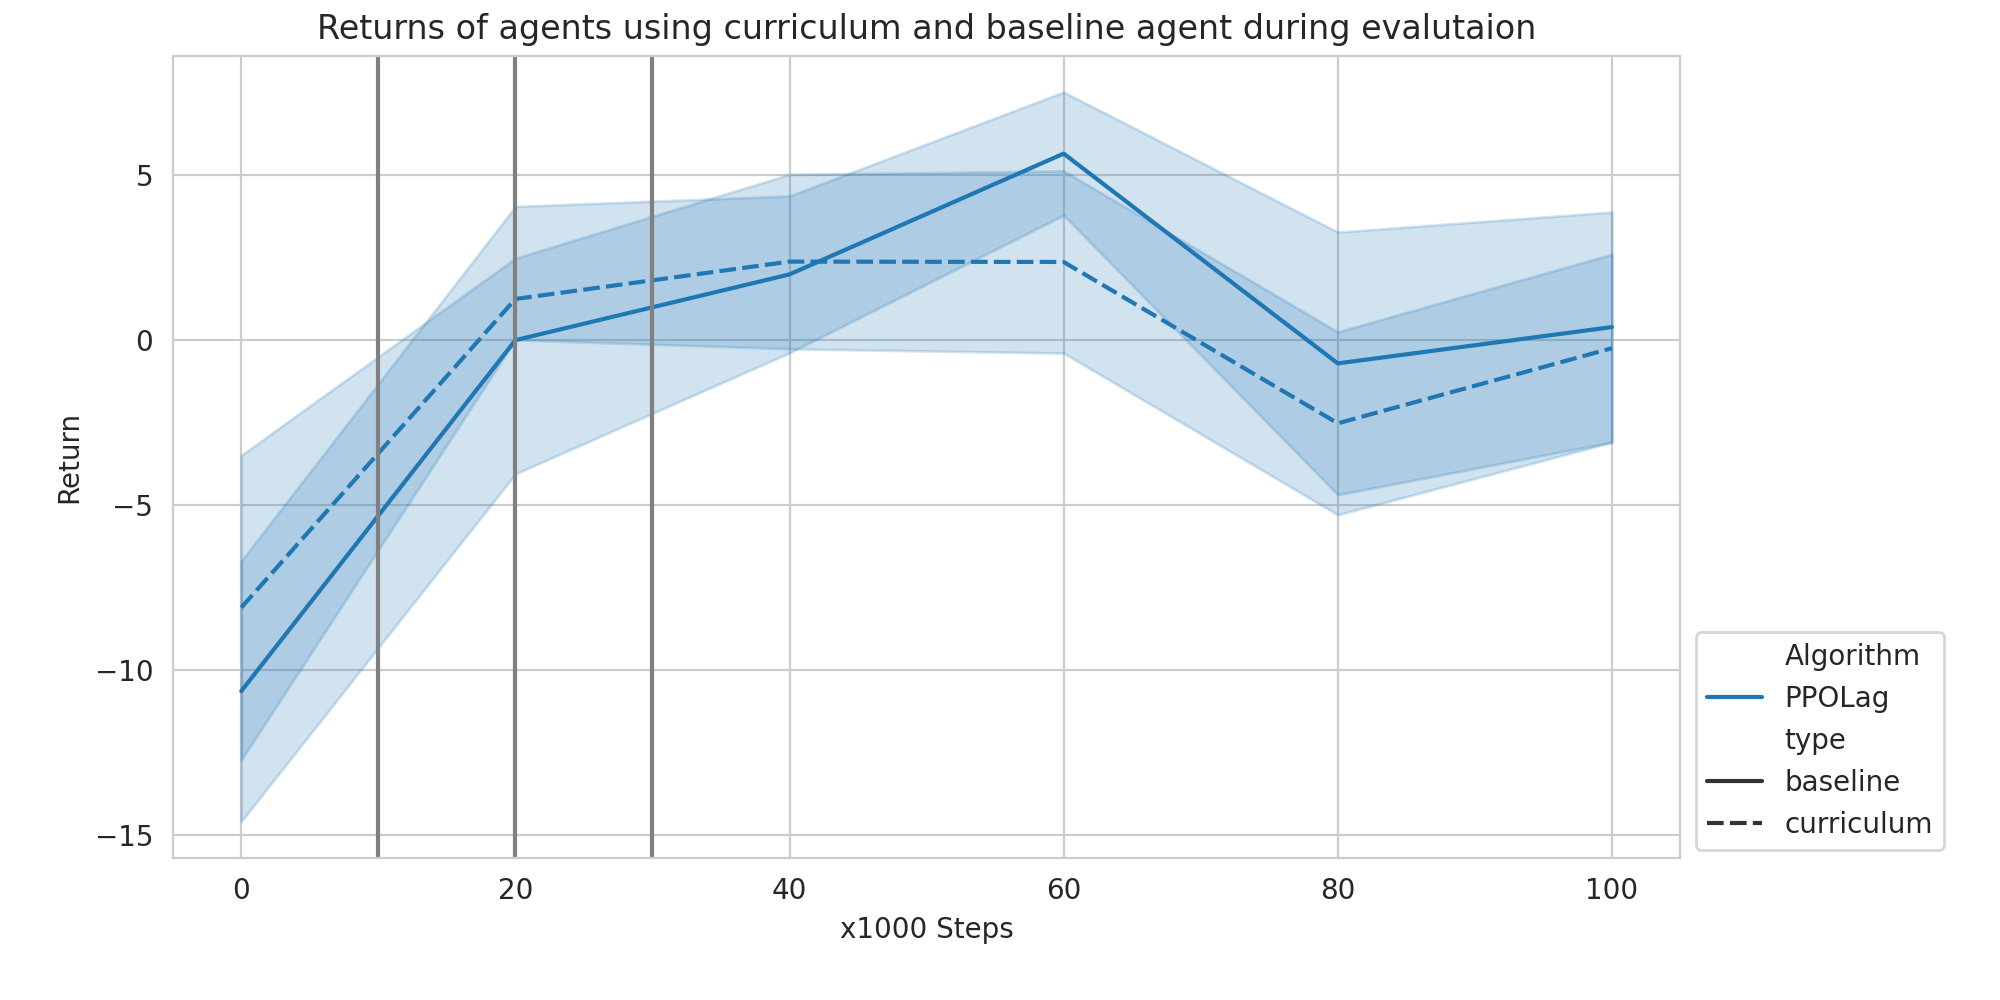 Returns of agents using curriculum and baseline agent during evalutaion
Return
5
0
−5
−10
−15
0 20 40 60 80 100
x1000 Steps
Algorithm
PPOLag
type
baseline
curriculum